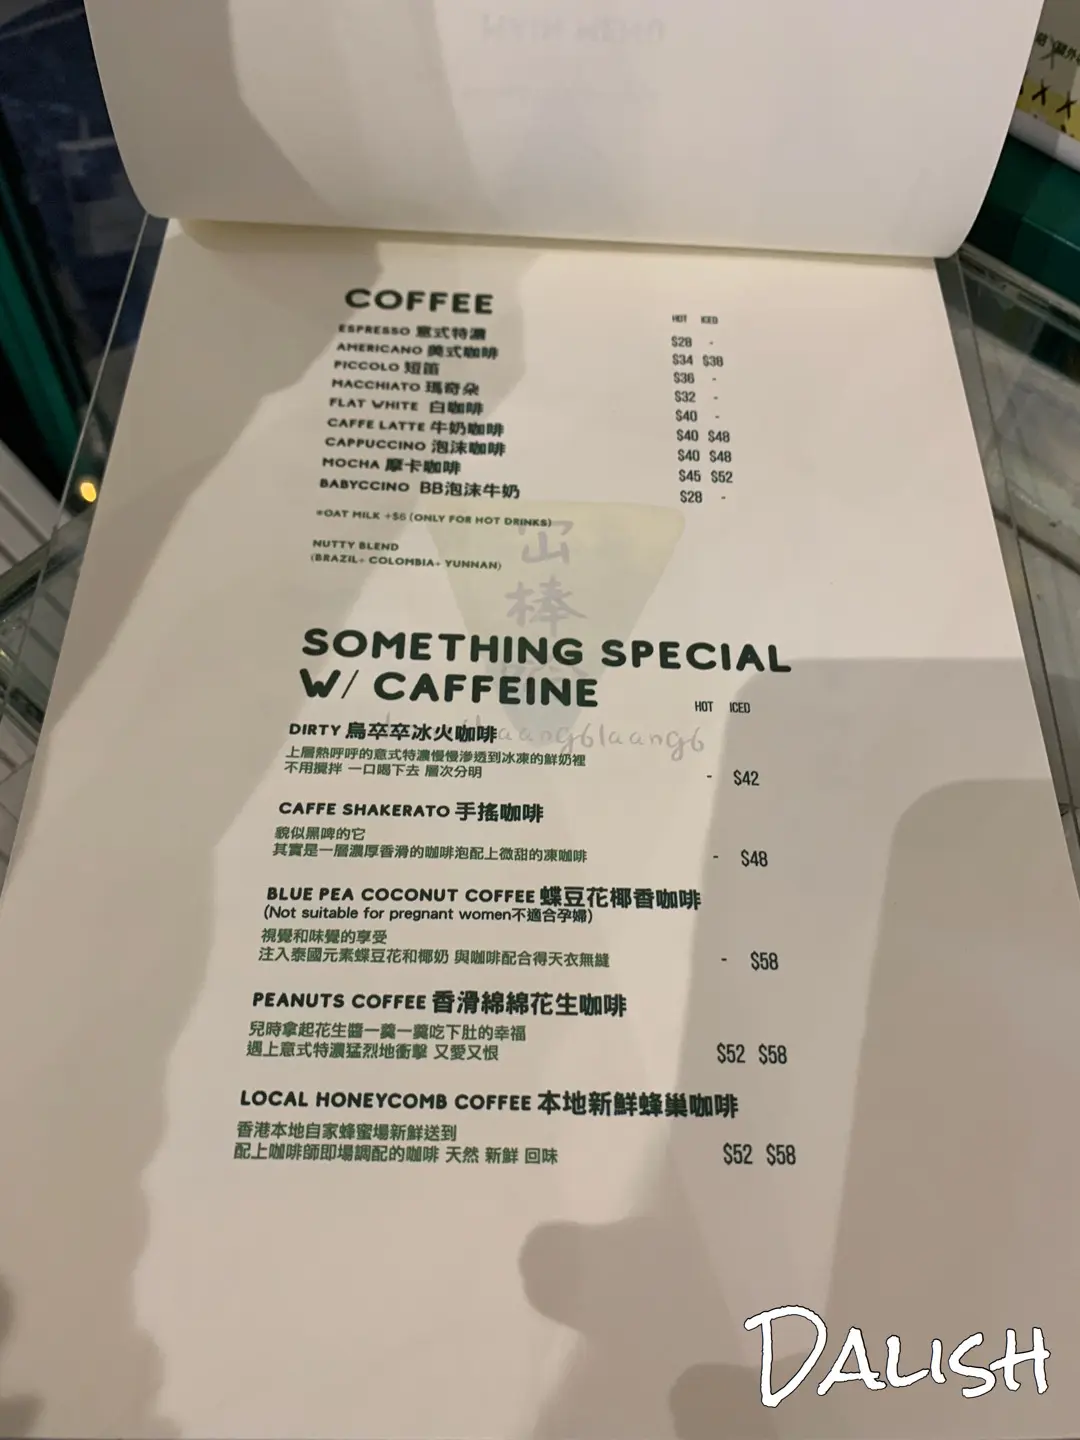 COFFEE
HOT ICED
ESPRESSO 意式特濃 $28 -
AMERICANO 美式咖啡 $34 $38
PICCOLO 短笛 $36 -
MACCHIATO 瑪奇朵 $32 -
FLAT WHITE 白咖啡 $40 -
CAFFE LATTE 牛奶咖啡 $40 $48
CAPPUCCINO 泡沫咖啡 $40 $48
MOCHA 摩卡咖啡 $45 $52
BABYCCINO BB泡沫牛奶 $28 -
*OAT MILK +$6 (ONLY FOR HOT DRINKS)
NUTTY BLEND
(BRAZIL+ COLOMBIA+ YUNNAN)
SOMETHING SPECIAL
W/ CAFFEINE
HOT ICED
DIRTY 烏卒卒冰火咖啡
上層熱呼呼的意式特濃慢慢滲透到冰凍的鮮奶裡
不用攪拌 一口喝下去 層次分明
- $42
CAFFE SHAKERATO 手搖咖啡
貌似黑啤的它
其實是一層濃厚香滑的咖啡泡配上微甜的凍咖啡
- $48
BLUE PEA COCONUT COFFEE 蝶豆花椰香咖啡
(Not suitable for pregnant women不適合孕婦)
視覺和味覺的享受
注入泰國元素蝶豆花和椰奶 與咖啡配合得天衣無縫
- $58
PEANUTS COFFEE 香滑綿綿花生咖啡
兒時拿起花生醬一羹一羹吃下肚的幸福
遇上意式特濃猛烈地衝擊 又愛又恨
$52 $58
LOCAL HONEYCOMB COFFEE 本地新鮮蜂巢咖啡
香港本地自家蜂蜜場新鮮送到
配上咖啡師即場調配的咖啡 天然 新鮮 回味
$52 $58
DALISH